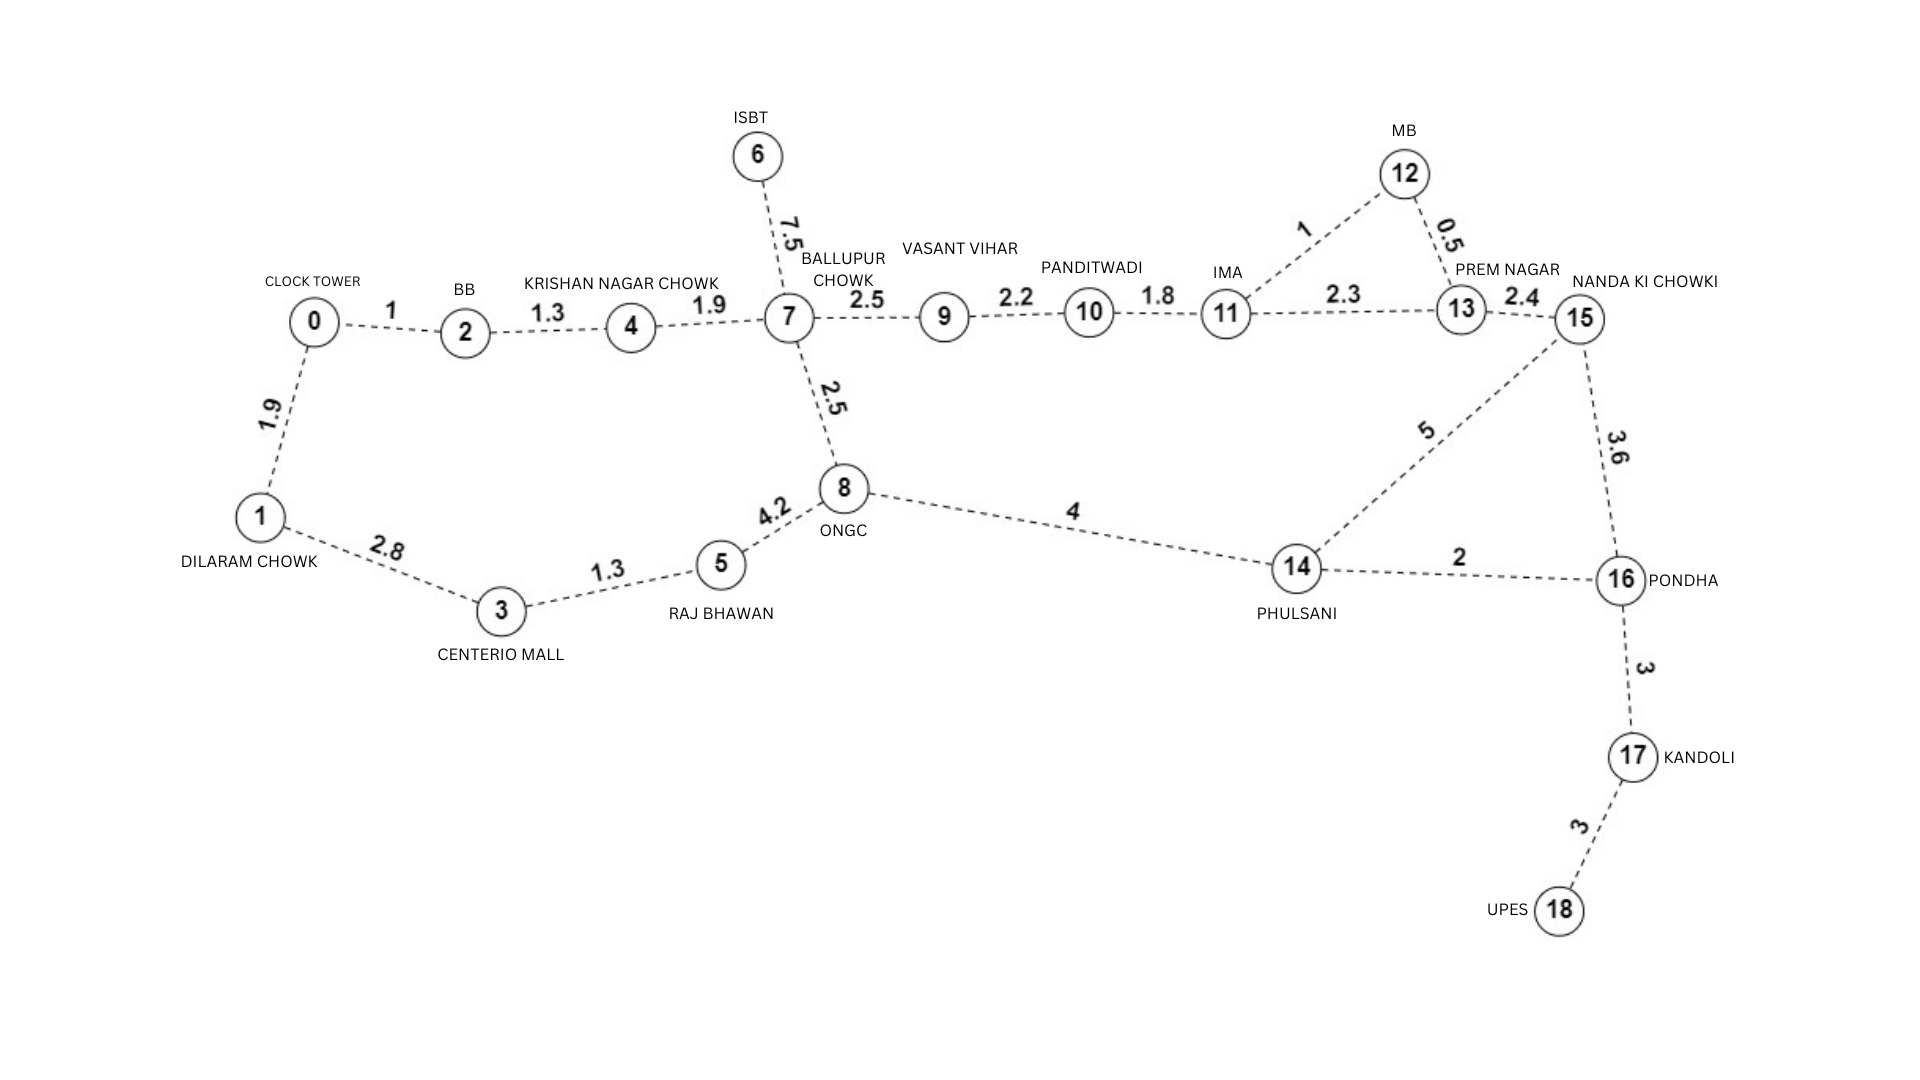 ISBT
6
MB
12
7.5
1
0.5
CLOCK TOWER
BB
KRISHAN NAGAR CHOWK
BALLUPUR
CHOWK
VASANT VIHAR
PANDITWADI
IMA
PREM NAGAR
NANDA KI CHOWKI
0
1
2
1.3
4
1.9
7
2.5
9
2.2
10
1.8
11
2.3
13
2.4
15
1.9
2.5
5
3.6
1
DILARAM CHOWK
2.8
3
CENTERIO MALL
1.3
5
RAJ BHAWAN
4.2
8
ONGC
4
14
PHULSANI
2
16
PONDHA
3
17
KANDOLI
3
UPES
18